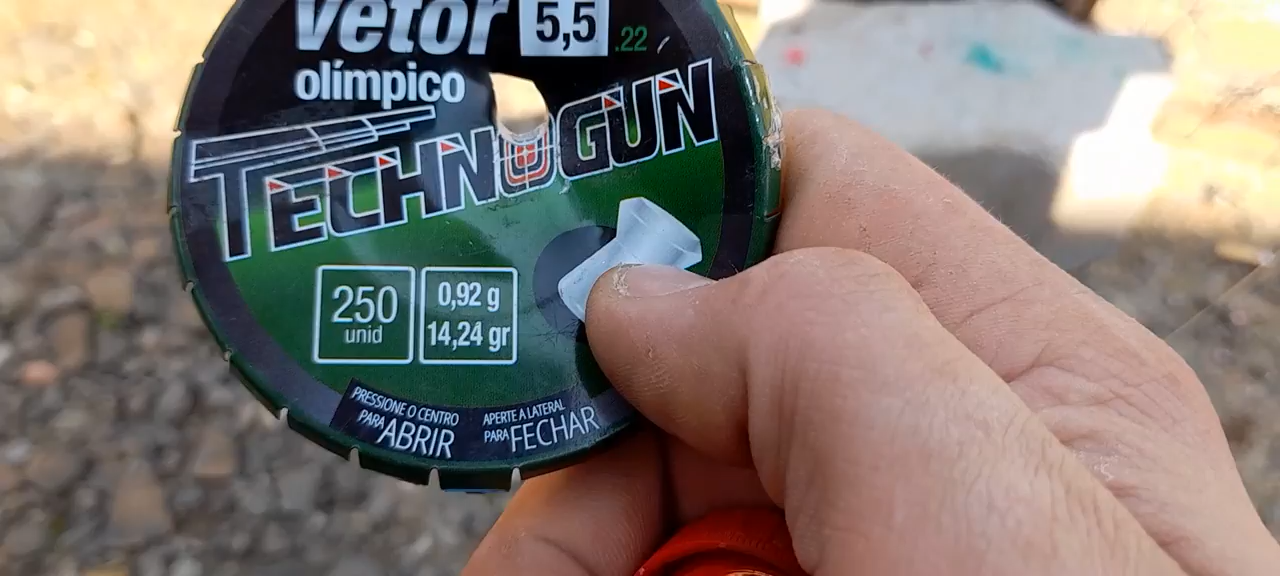 vetor 5,5 .22
olímpico
TECHNOGUN
250
unid
0,92 g
14,24 gr
PRESSIONE O CENTRO
PARA ABRIR
APERTE A LATERAL
PARA FECHAR